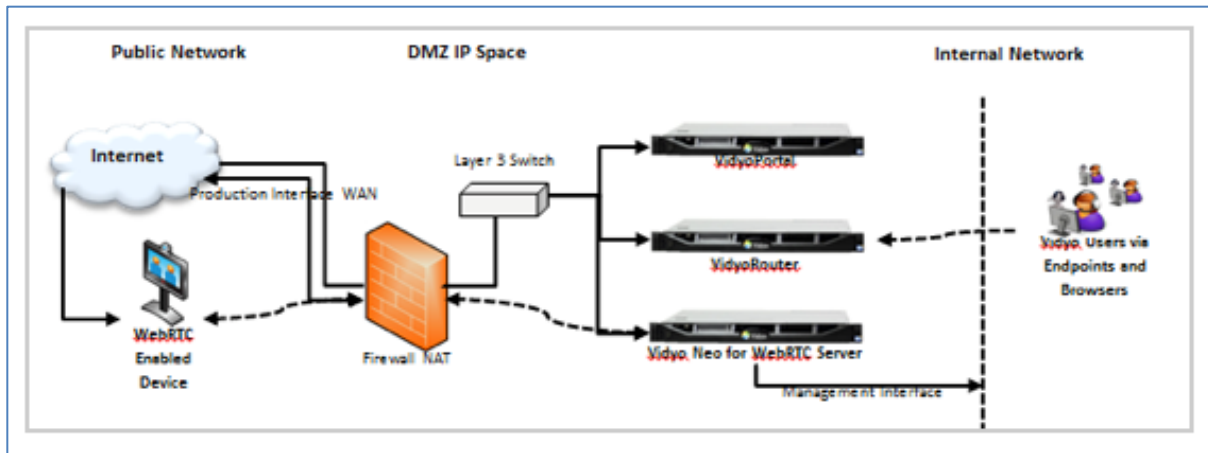 Public Network
DMZ IP Space
Internal Network
Internet
Production Interface WAN
Layer 3 Switch
VidyoPortal
VidyoRouter
Vidyo Users via
Endpoints and
Browsers
WebRTC
Enabled
Device
Firewall NAT
Vidyo Neo for WebRTC Server
Management Interface